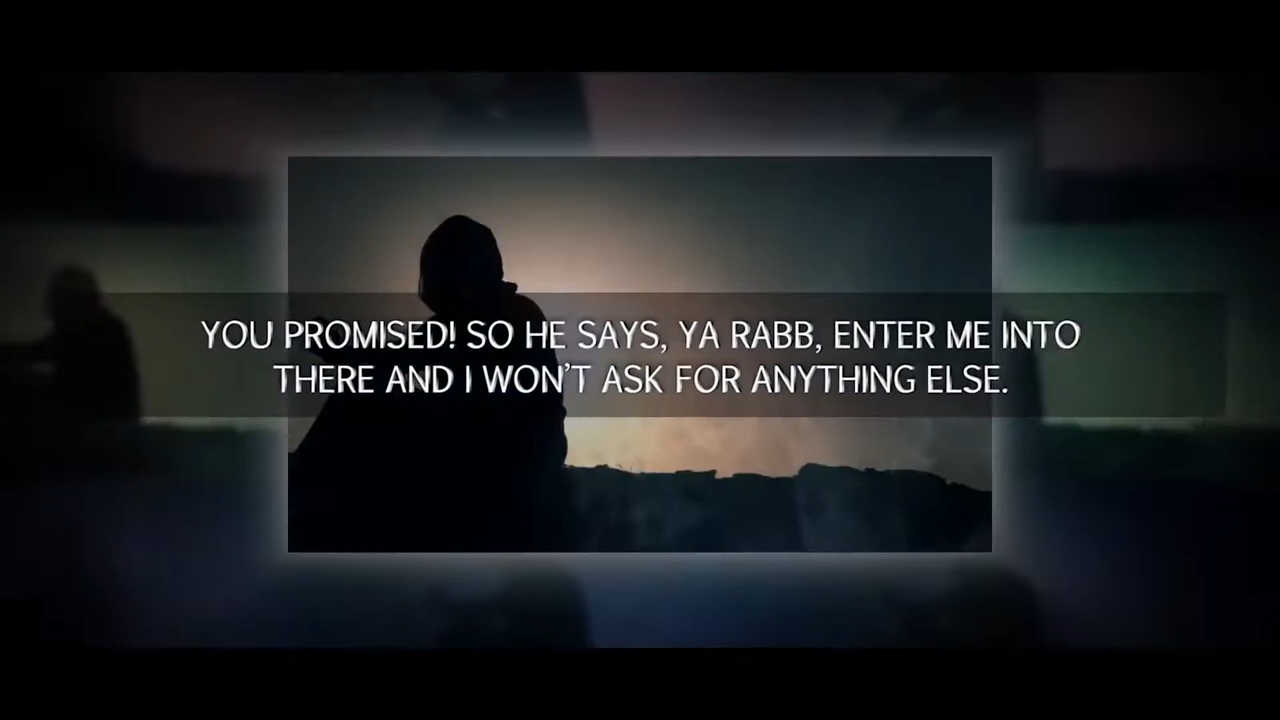 YOU PROMISED! SO HE SAYS, YA RABB, ENTER ME INTO
THERE AND I WON'T ASK FOR ANYTHING ELSE.